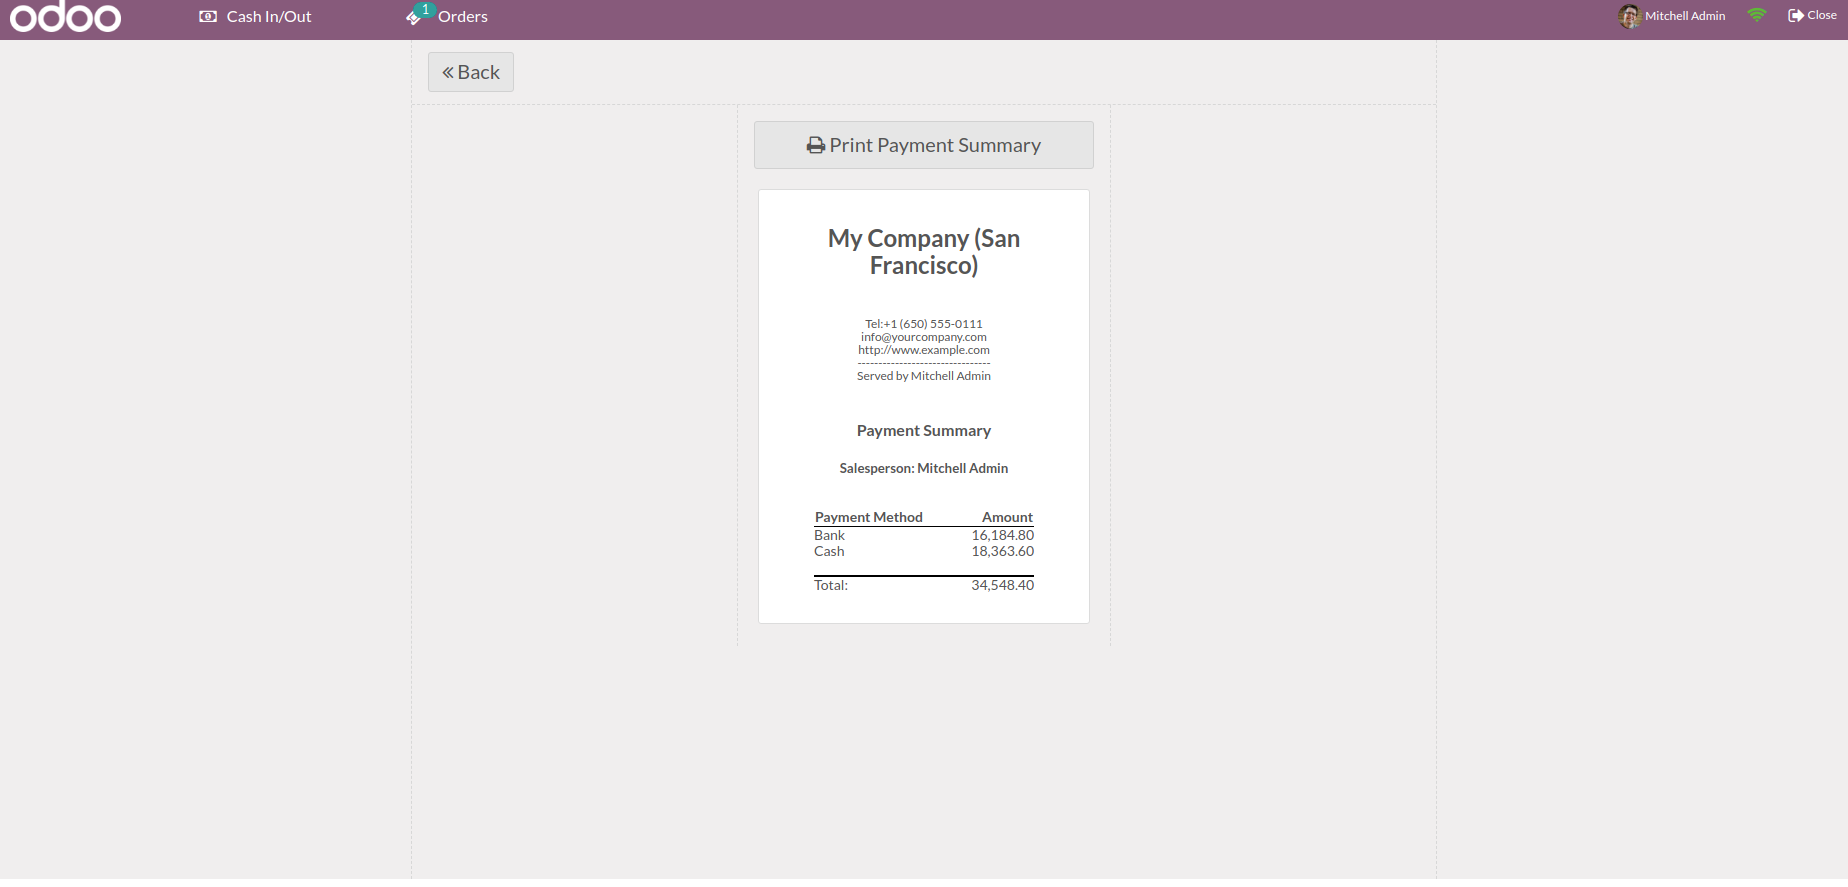 odoo
Cash In/Out
1
Orders
Mitchell Admin
Close
Back
Print Payment Summary
My Company (San
Francisco)
Tel:+1 (650) 555-0111
info@yourcompany.com
http://www.example.com
--------------------------------
Served by Mitchell Admin
Payment Summary
Salesperson: Mitchell Admin
Payment Method Amount
Bank 16,184.80
Cash 18,363.60
Total: 34,548.40